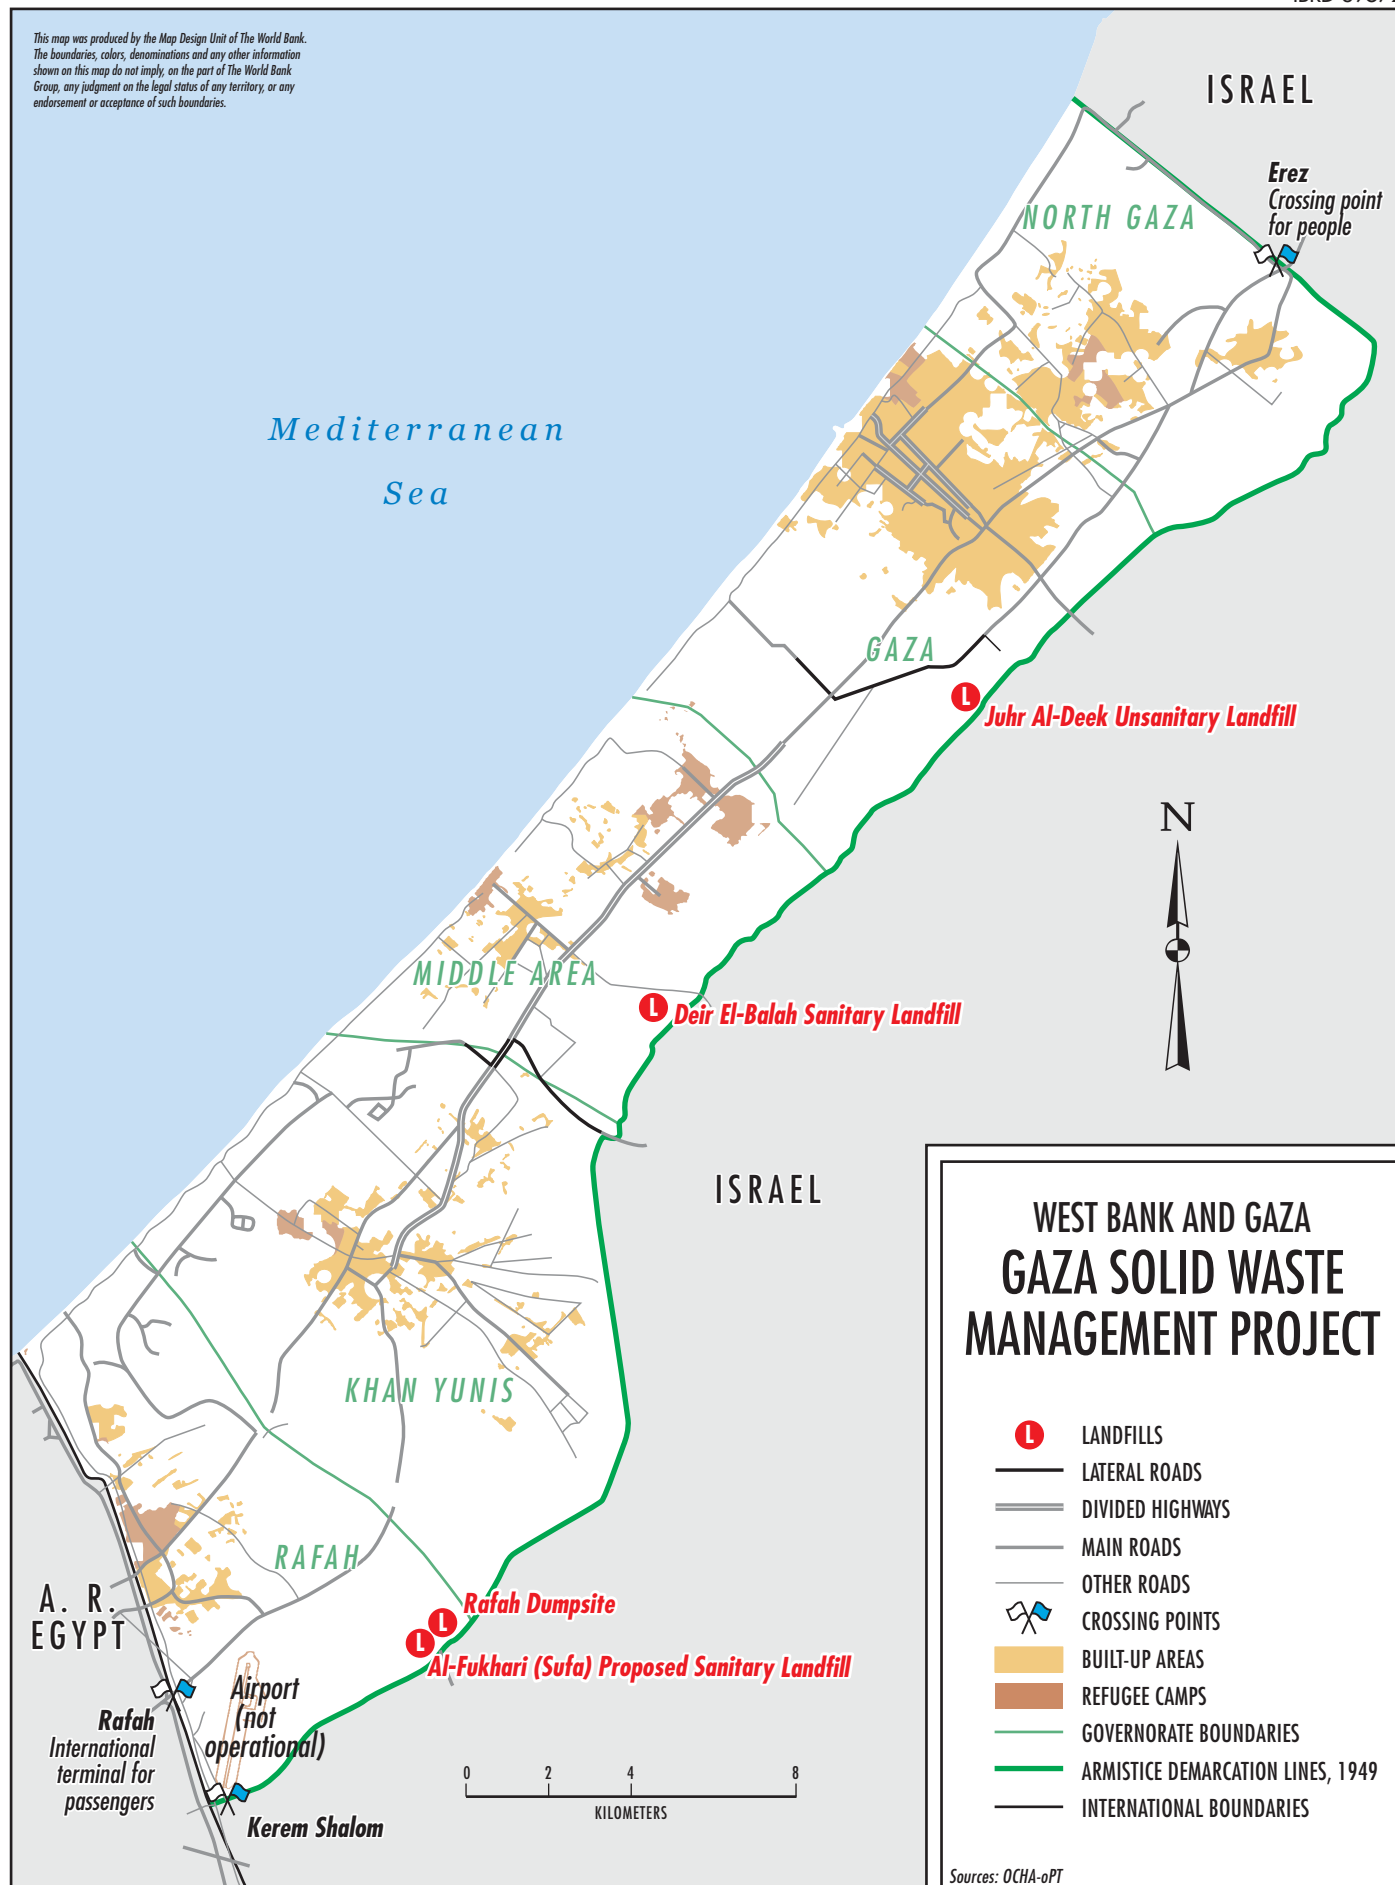 This map was produced by the Map Design Unit of The World Bank.
The boundaries, colors, denominations and any other information
shown on this map do not imply, on the part of The World Bank
Group, any judgment on the legal status of any territory, or any
endorsement or acceptance of such boundaries.
ISRAEL
Erez
Crossing point
for people
NORTH GAZA
Mediterranean
Sea
GAZA
L
Juhr Al-Deek Unsanitary Landfill
N
MIDDLE AREA
L
Deir El-Balah Sanitary Landfill
ISRAEL
KHAN YUNIS
RAFAH
A. R.
EGYPT
L
Rafah Dumpsite
L
Al-Fukhari (Sufa) Proposed Sanitary Landfill
Airport
(not
operational)
Rafah
International
terminal for
passengers
Kerem Shalom
0 2 4 8
KILOMETERS
WEST BANK AND GAZA
GAZA SOLID WASTE
MANAGEMENT PROJECT
L LANDFILLS
LATERAL ROADS
DIVIDED HIGHWAYS
MAIN ROADS
OTHER ROADS
CROSSING POINTS
BUILT-UP AREAS
REFUGEE CAMPS
GOVERNORATE BOUNDARIES
ARMISTICE DEMARCATION LINES, 1949
INTERNATIONAL BOUNDARIES
Sources: OCHA-oPT